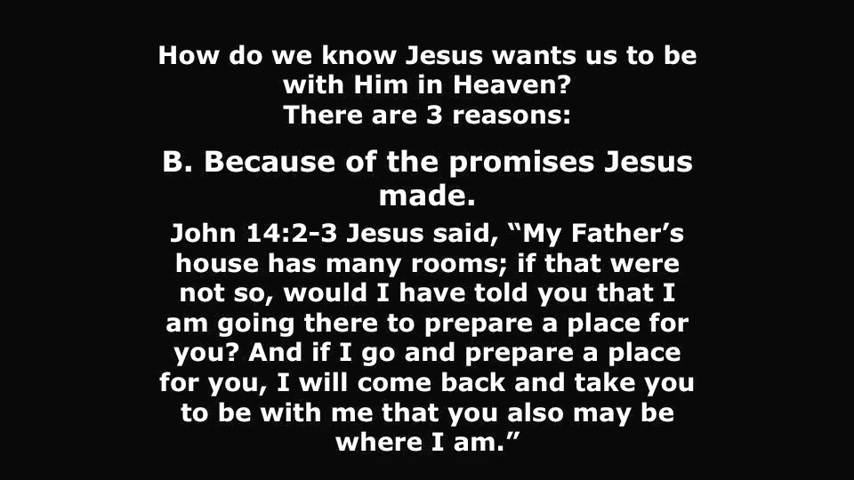 How do we know Jesus wants us to be
with Him in Heaven?
There are 3 reasons:
B. Because of the promises Jesus
made.
John 14:2-3 Jesus said, “My Father’s
house has many rooms; if that were
not so, would I have told you that I
am going there to prepare a place for
you? And if I go and prepare a place
for you, I will come back and take you
to be with me that you also may be
where I am.”